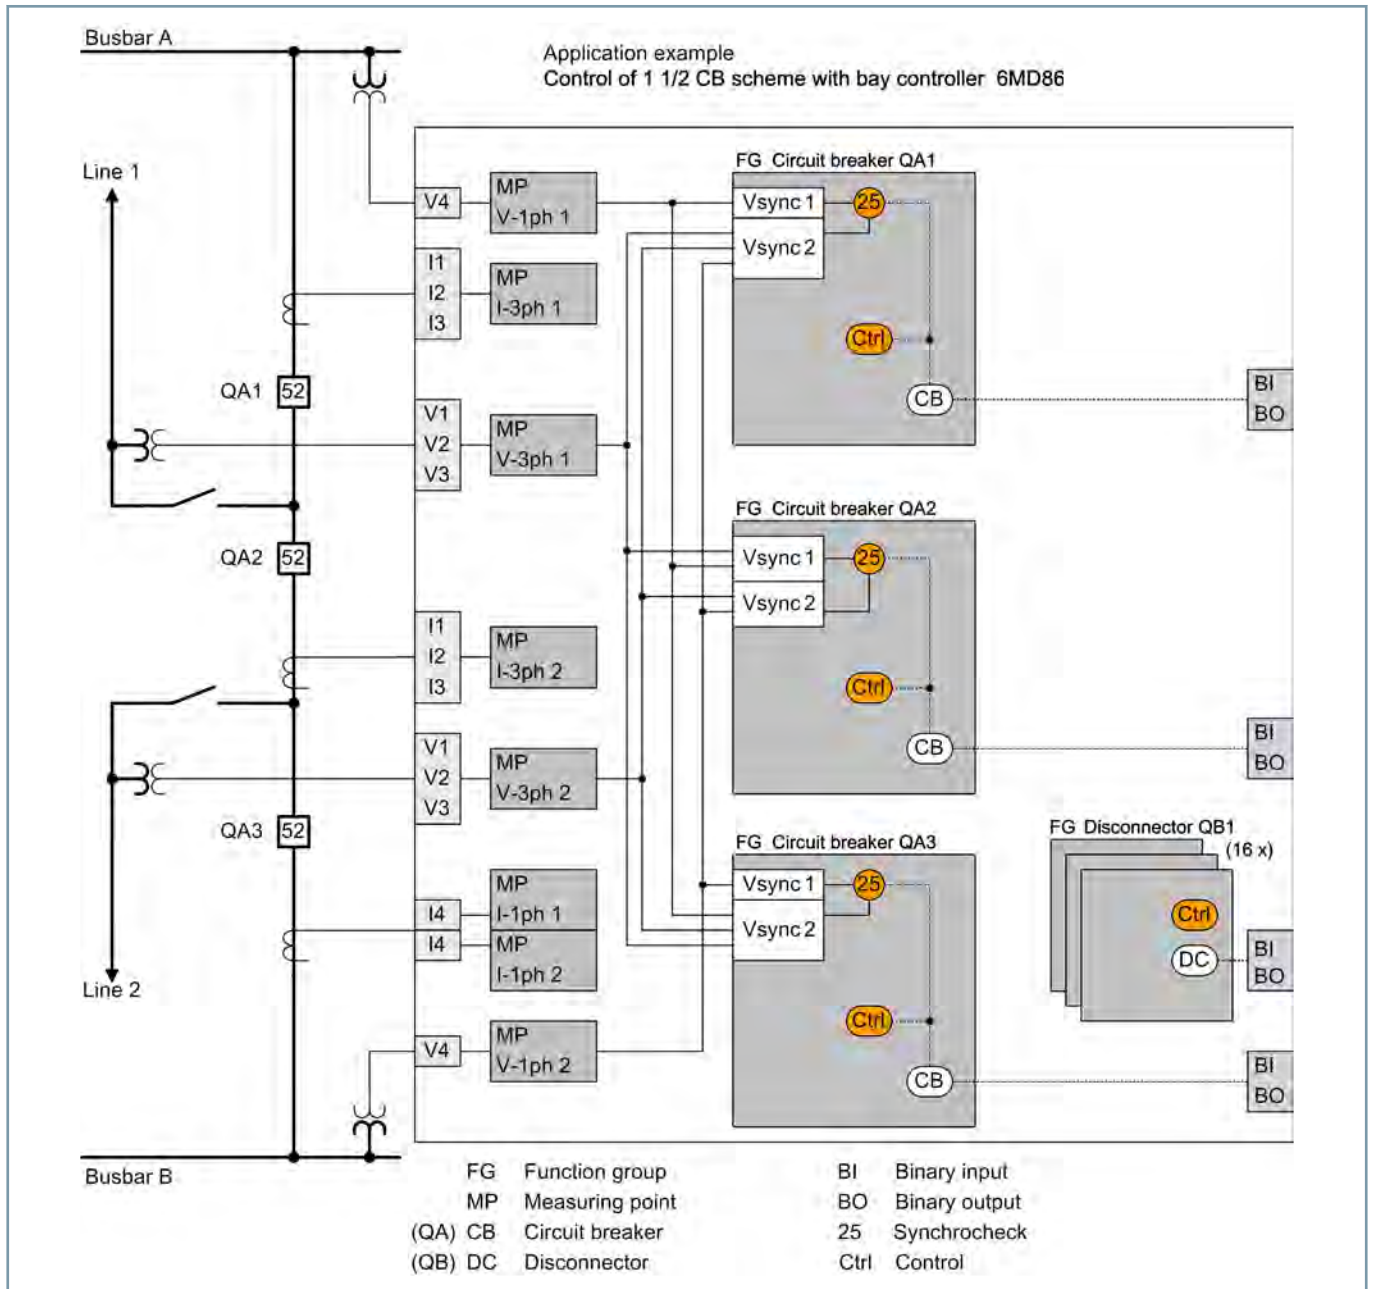 Busbar A
Application example
Control of 1 1/2 CB scheme with bay controller 6MD86
Line 1
V4
MP
V-1ph 1
I1
I2
I3
MP
I-3ph 1
QA1
52
V1
V2
V3
MP
V-3ph 1
QA2
52
I1
I2
I3
MP
I-3ph 2
V1
V2
V3
MP
V-3ph 2
QA3
52
I4
MP
I-1ph 1
I4
MP
I-1ph 2
Line 2
V4
MP
V-1ph 2
Busbar B
FG Circuit breaker QA1
Vsync 1
25
Vsync 2
Ctrl
CB
BI
BO
FG Circuit breaker QA2
Vsync 1
25
Vsync 2
Ctrl
CB
BI
BO
FG Circuit breaker QA3
Vsync 1
25
Vsync 2
Ctrl
CB
BI
BO
FG Disconnector QB1
(16 x)
Ctrl
DC
BI
BO
FG Function group
MP Measuring point
(QA) CB Circuit breaker
(QB) DC Disconnector
BI Binary input
BO Binary output
25 Synchrocheck
Ctrl Control